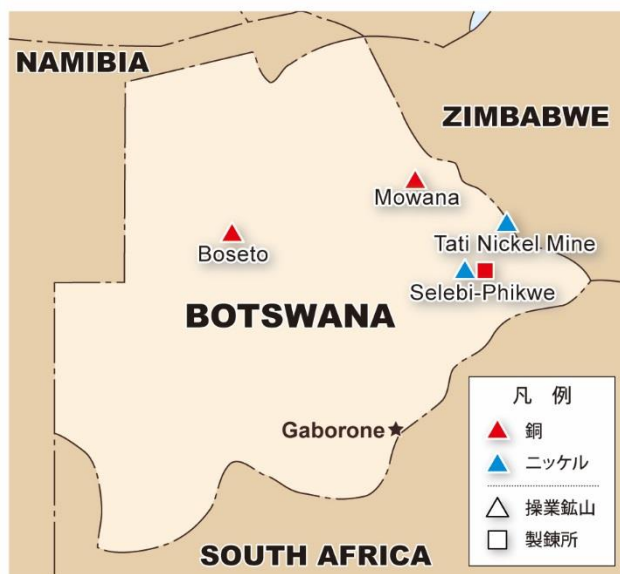 NAMIBIA
ZIMBABWE
Mowana
Tati Nickel Mine
Boseto
Selebi-Phikwe
BOTSWANA
Gaborone
SOUTH AFRICA
凡 例
銅
ニッケル
操業鉱山
製錬所